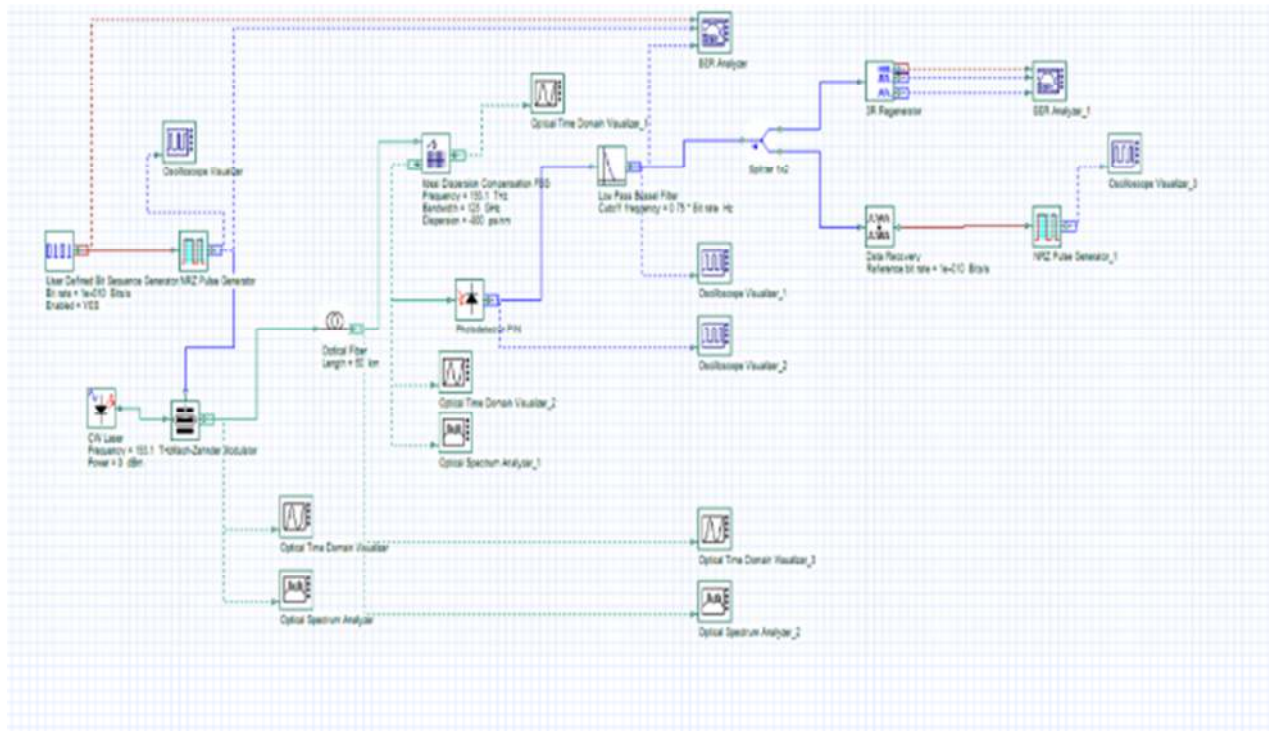 BER Analyzer
Optical Time Domain Visualizer_1
3R Regenerator
BER Analyzer_1
Oscilloscope Visualizer
Ideal Dispersion Compensation FBG
Frequency = 193.1 THz
Bandwidth = 125 GHz
Dispersion = -800 ps/nm
Low Pass Bessel Filter
Cutoff frequency = 0.75 * Bit rate Hz
Splitter 1x2
Oscilloscope Visualizer_3
User Defined Bit Sequence Generator
Bit rate = 1e+010 Bits/s
Enabled = YES
NRZ Pulse Generator
Data Recovery
Reference bit rate = 1e+010 Bits/s
NRZ Pulse Generator_1
Oscilloscope Visualizer_1
Photodetector PIN
Optical Fiber
Length = km
Oscilloscope Visualizer_2
Optical Time Domain Visualizer_2
CW Laser
Frequency = 193.1 THz
Power = 0 dBm
Mach-Zehnder Modulator
Optical Spectrum Analyzer_1
Optical Time Domain Visualizer
Optical Time Domain Visualizer_3
Optical Spectrum Analyzer
Optical Spectrum Analyzer_2